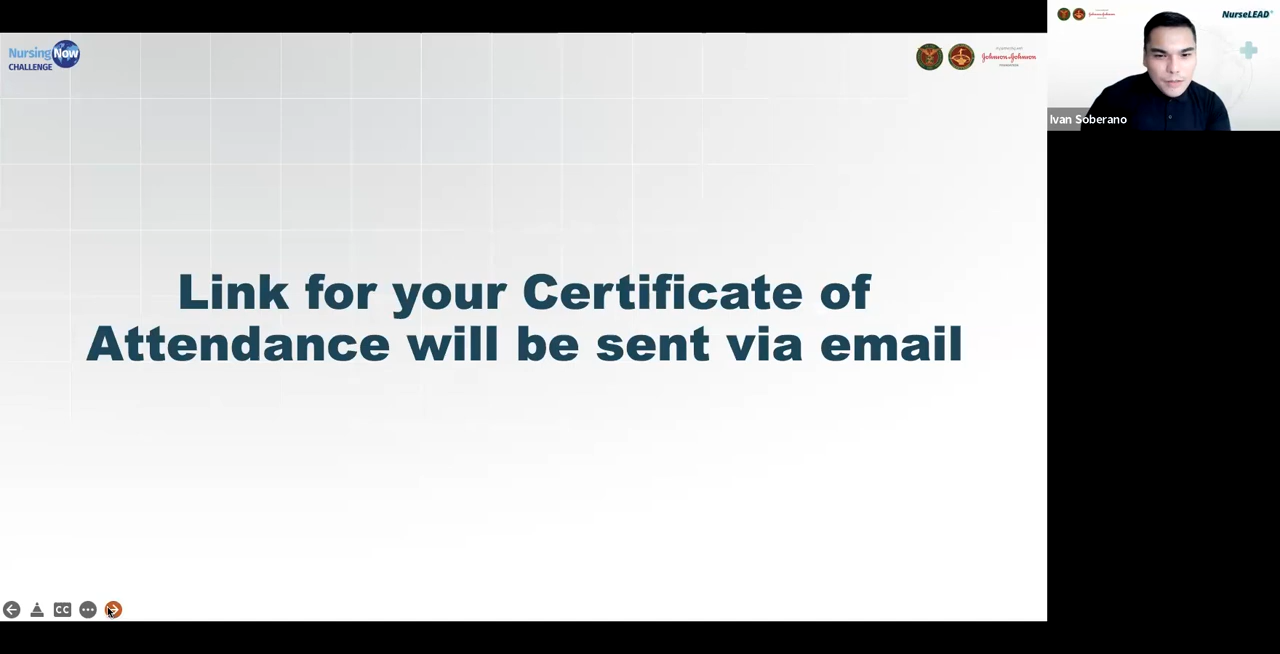 Nursing Now
CHALLENGE
Johnson & Johnson
FOUNDATION
NurseLEAD
Ivan Soberano
Link for your Certificate of
Attendance will be sent via email
CC